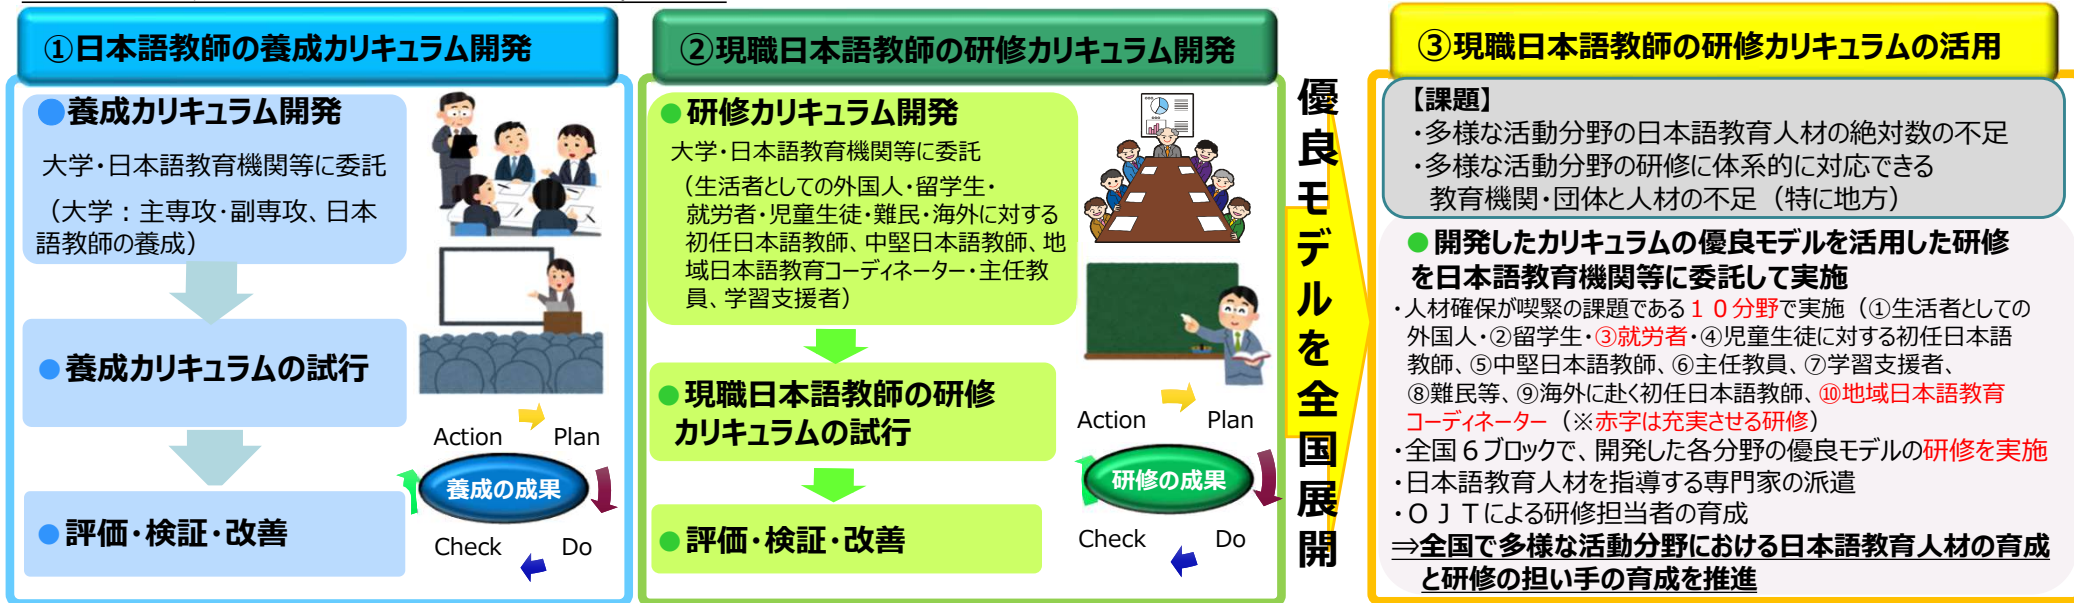 ①日本語教師の養成カリキュラム開発
●養成カリキュラム開発
大学・日本語教育機関等に委託
（大学：主専攻・副専攻、日本
語教師の養成）
●養成カリキュラムの試行
●評価・検証・改善
Action
Plan
養成の成果
Check
Do
②現職日本語教師の研修カリキュラム開発
●研修カリキュラム開発
大学・日本語教育機関等に委託
（生活者としての外国人・留学生・
就労者・児童生徒・難民・海外に対する
初任日本語教師、中堅日本語教師、地
域日本語教育コーディネーター・主任教
員、学習支援者）
●現職日本語教師の研修
カリキュラムの試行
●評価・検証・改善
Action
Plan
研修の成果
Check
Do
優良モデルを全国展開
③現職日本語教師の研修カリキュラムの活用
【課題】
・多様な活動分野の日本語教育人材の絶対数の不足
・多様な活動分野の研修に体系的に対応できる
教育機関・団体と人材の不足（特に地方）
●開発したカリキュラムの優良モデルを活用した研修
を日本語教育機関等に委託して実施
・人材確保が喫緊の課題である１０分野で実施（①生活者としての
外国人・②留学生・③就労者・④児童生徒に対する初任日本語
教師、⑤中堅日本語教師、⑥主任教員、⑦学習支援者、
⑧難民等、⑨海外に赴く初任日本語教師、⑩地域日本語教育
コーディネーター（※赤字は充実させる研修）
・全国６ブロックで、開発した各分野の優良モデルの研修を実施
・日本語教育人材を指導する専門家の派遣
・ＯＪＴによる研修担当者の育成
⇒全国で多様な活動分野における日本語教育人材の育成
と研修の担い手の育成を推進